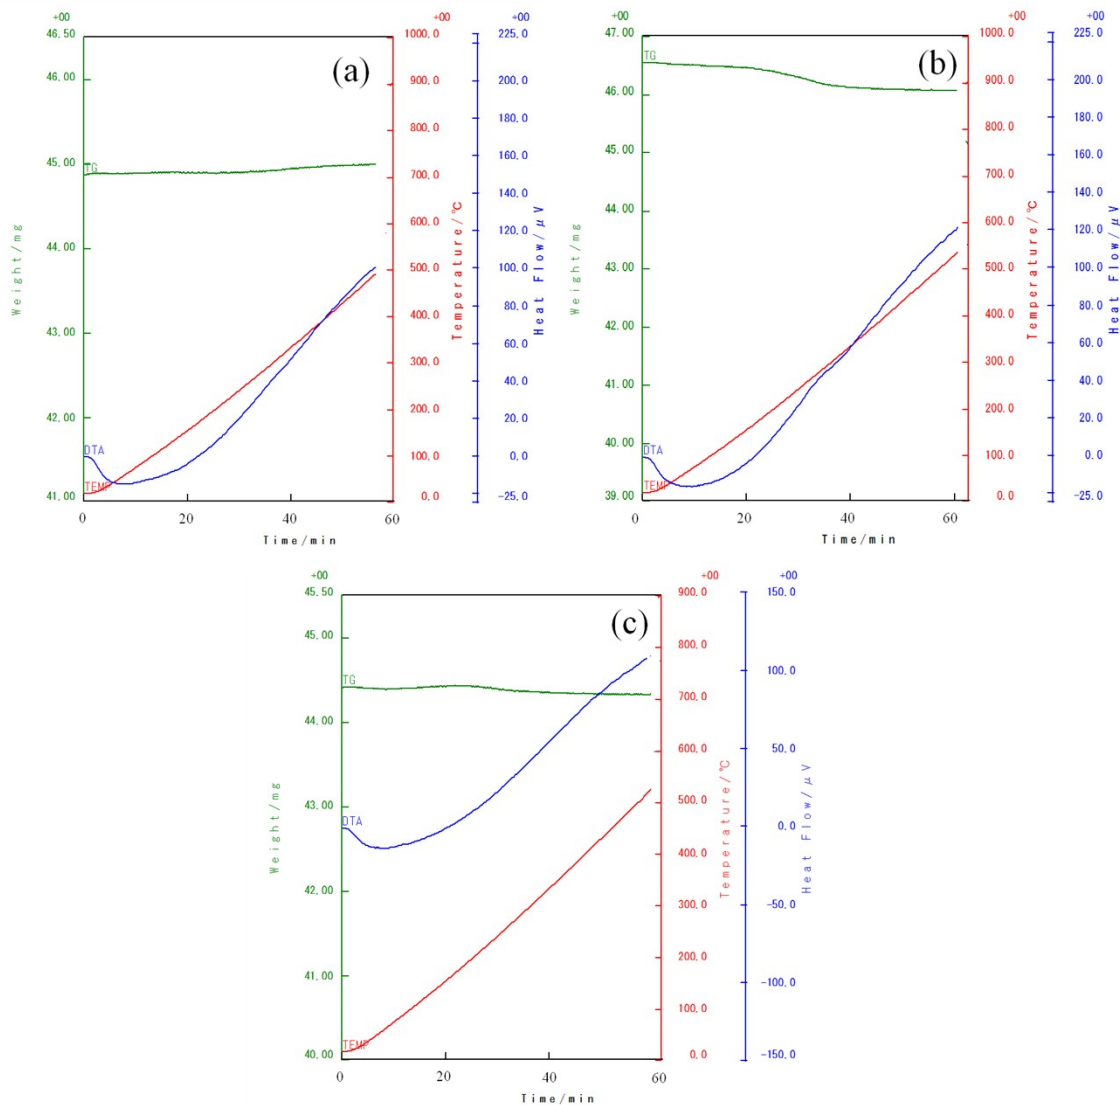 +00 +00 +00
46.50 1000.0 225.0
(a)
46.00 900.0 200.0
800.0 180.0
45.00 TG 700.0 160.0
140.0
600.0 120.0
44.00
500.0 100.0
43.00 400.0 80.0
300.0 60.0
42.00 200.0 40.0
20.0
DTA 100.0 0.0
TEMP
41.00 0.0 -25.0
0 20 40 60
Time/min
Weight/mg
Temperature/℃
Heat Flow/μV
+00 +00 +00
47.00 1000.0 225.0
TG (b)
46.00 900.0 200.0
800.0 180.0
45.00 700.0 160.0
140.0
44.00 600.0 120.0
43.00 500.0 100.0
42.00 400.0 80.0
41.00 300.0 60.0
200.0 40.0
40.00 20.0
DTA 100.0 0.0
TEMP
39.00 0.0 -25.0
0 20 40 60
Time/min
Weight/mg
Temperature/℃
Heat Flow/μV
+00 +00 +00
45.50 900.0 150.0
(c)
45.00 800.0
TG 100.0
44.00 700.0
600.0 50.0
43.00 500.0
DTA 0.0
400.0
42.00 300.0 -50.0
200.0
41.00 100.0 -100.0
TEMP
40.00 0.0 -150.0
0 20 40 60
Time/min
Weight/mg
Temperature/℃
Heat Flow/μV